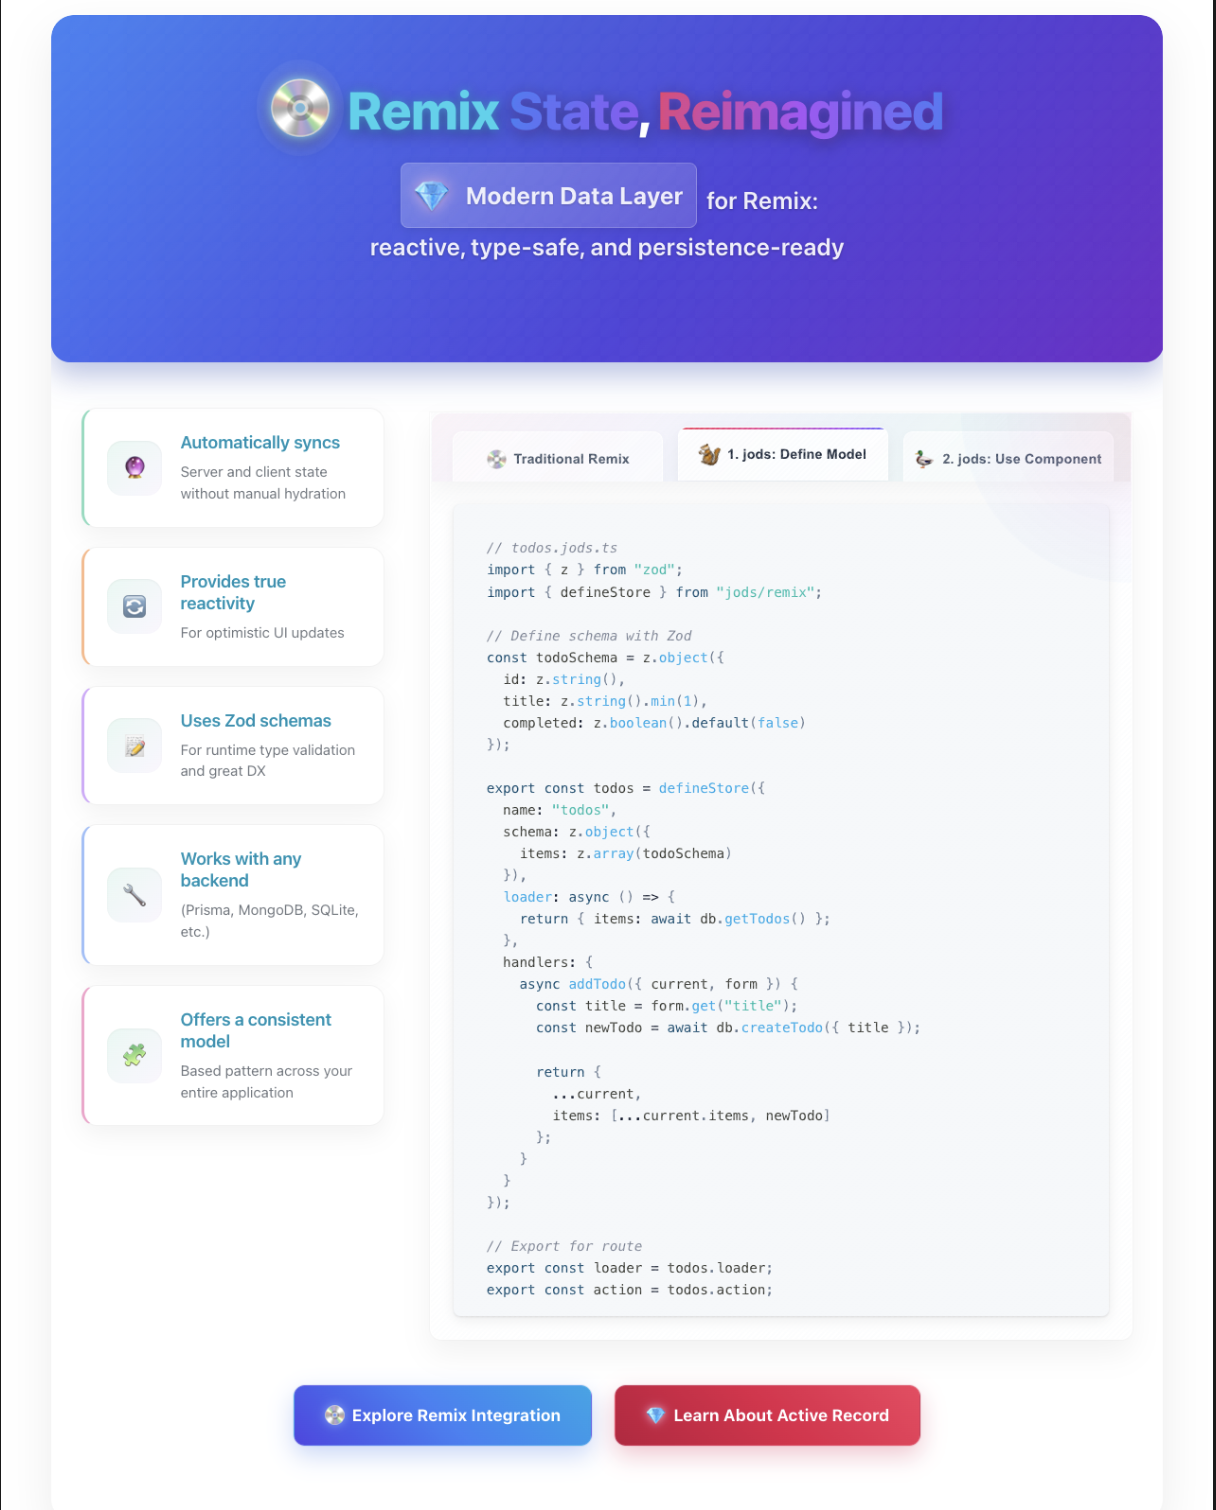 Remix State, Reimagined
Modern Data Layer for Remix:
reactive, type-safe, and persistence-ready
Automatically syncs
Server and client state
without manual hydration
Provides true
reactivity
For optimistic UI updates
Uses Zod schemas
For runtime type validation
and great DX
Works with any
backend
(Prisma, MongoDB, SQLite,
etc.)
Offers a consistent
model
Based pattern across your
entire application
Traditional Remix
1. jods: Define Model
2. jods: Use Component
// todos.jods.ts
import { z } from "zod";
import { defineStore } from "jods/remix";
// Define schema with Zod
const todoSchema = z.object({
  id: z.string(),
  title: z.string().min(1),
  completed: z.boolean().default(false)
});
export const todos = defineStore({
  name: "todos",
  schema: z.object({
    items: z.array(todoSchema)
  }),
  loader: async () => {
    return { items: await db.getTodos() };
  },
  handlers: {
    async addTodo({ current, form }) {
      const title = form.get("title");
      const newTodo = await db.createTodo({ title });
      return {
        ...current,
        items: [...current.items, newTodo]
      };
    }
  }
});
// Export for route
export const loader = todos.loader;
export const action = todos.action;
Explore Remix Integration
Learn About Active Record